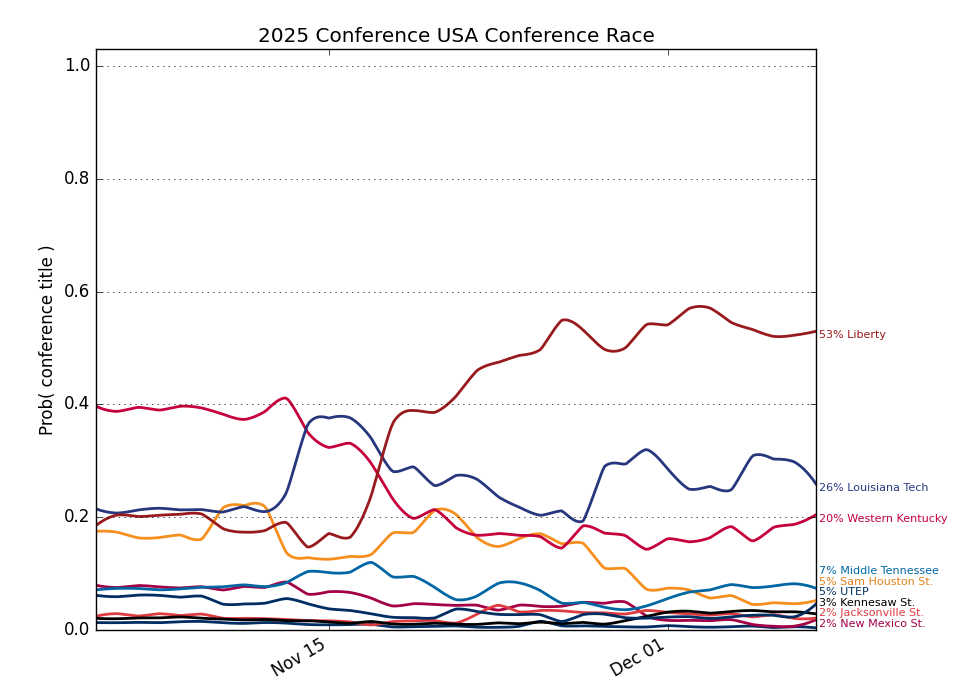 2025 Conference USA Conference Race
Prob( conference title )
1.0
0.8
0.6
0.4
0.2
0.0
Nov 15
Dec 01
53% Liberty
26% Louisiana Tech
20% Western Kentucky
7% Middle Tennessee
5% Sam Houston St.
5% UTEP
3% Kennesaw St.
2% Jacksonville St.
2% New Mexico St.